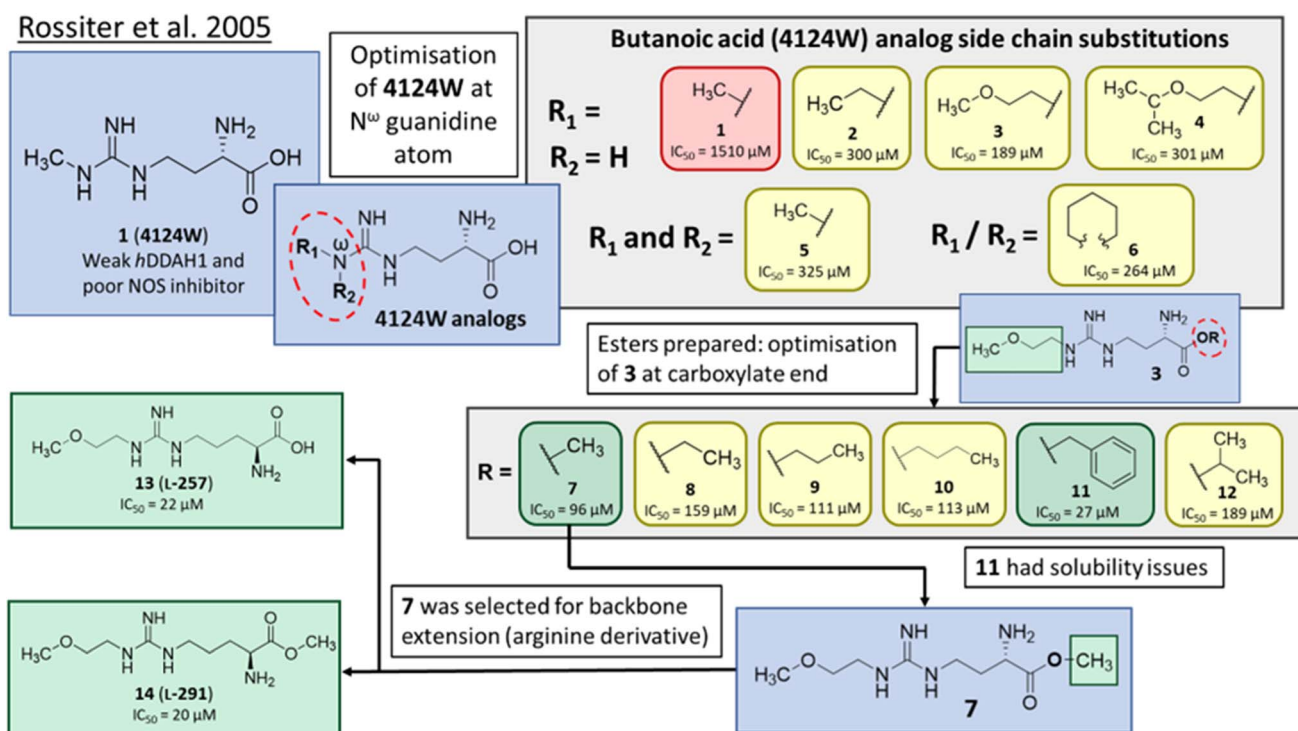 Rossiter et al. 2005
H₃C
N
H
NH
N
H
NH₂
OH
O
1 (4124W)
Weak hDDAH1 and
poor NOS inhibitor
Optimisation
of 4124W at
Nω guanidine
atom
R₁
N
ω
R₂
NH
N
H
NH₂
OH
O
4124W analogs
Butanoic acid (4124W) analog side chain substitutions
R₁ =
R₂ = H
H₃C
1
IC₅₀ = 1510 µM
H₃C
2
IC₅₀ = 300 µM
H₃C
O
3
IC₅₀ = 189 µM
H₃C
O
CH₃
4
IC₅₀ = 301 µM
R₁ and R₂ =
H₃C
5
IC₅₀ = 325 µM
R₁ / R₂ =
6
IC₅₀ = 264 µM
Esters prepared: optimisation
of 3 at carboxylate end
H₃C
O
N
H
NH
N
H
NH₂
OR
O
3
R =
CH₃
7
IC₅₀ = 96 µM
CH₃
8
IC₅₀ = 159 µM
CH₃
9
IC₅₀ = 111 µM
CH₃
10
IC₅₀ = 113 µM
11
IC₅₀ = 27 µM
CH₃
CH₃
12
IC₅₀ = 189 µM
11 had solubility issues
7 was selected for backbone
extension (arginine derivative)
H₃C
O
N
H
NH
N
H
NH₂
O
O
CH₃
7
H₃C
O
N
H
NH
N
H
O
OH
NH₂
13 (L-257)
IC₅₀ = 22 µM
H₃C
O
N
H
NH
N
H
O
O
CH₃
NH₂
14 (L-291)
IC₅₀ = 20 µM